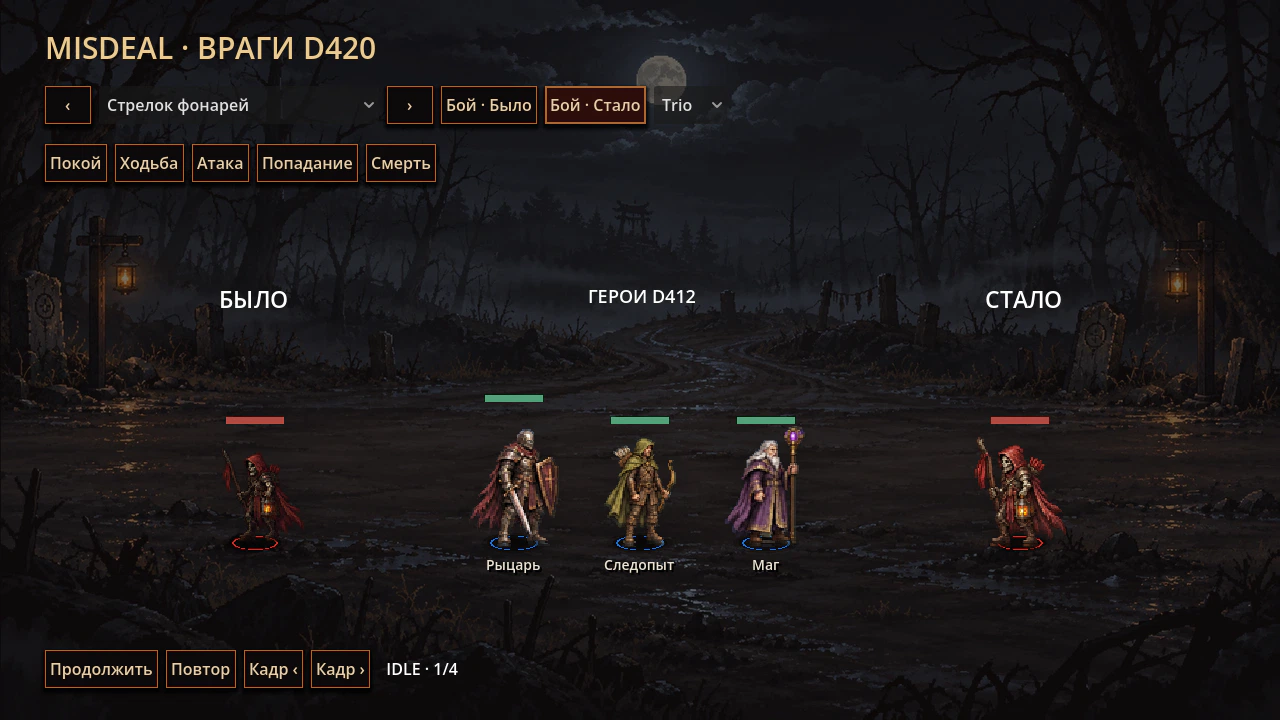 MISDEAL · ВРАГИ D420
‹ Стрелок фонарей › Бой · Было Бой · Стало Trio
Покой Ходьба Атака Попадание Смерть
БЫЛО ГЕРОИ D412 СТАЛО
Рыцарь Следопыт Маг
Продолжить Повтор Кадр ‹ Кадр › IDLE · 1/4